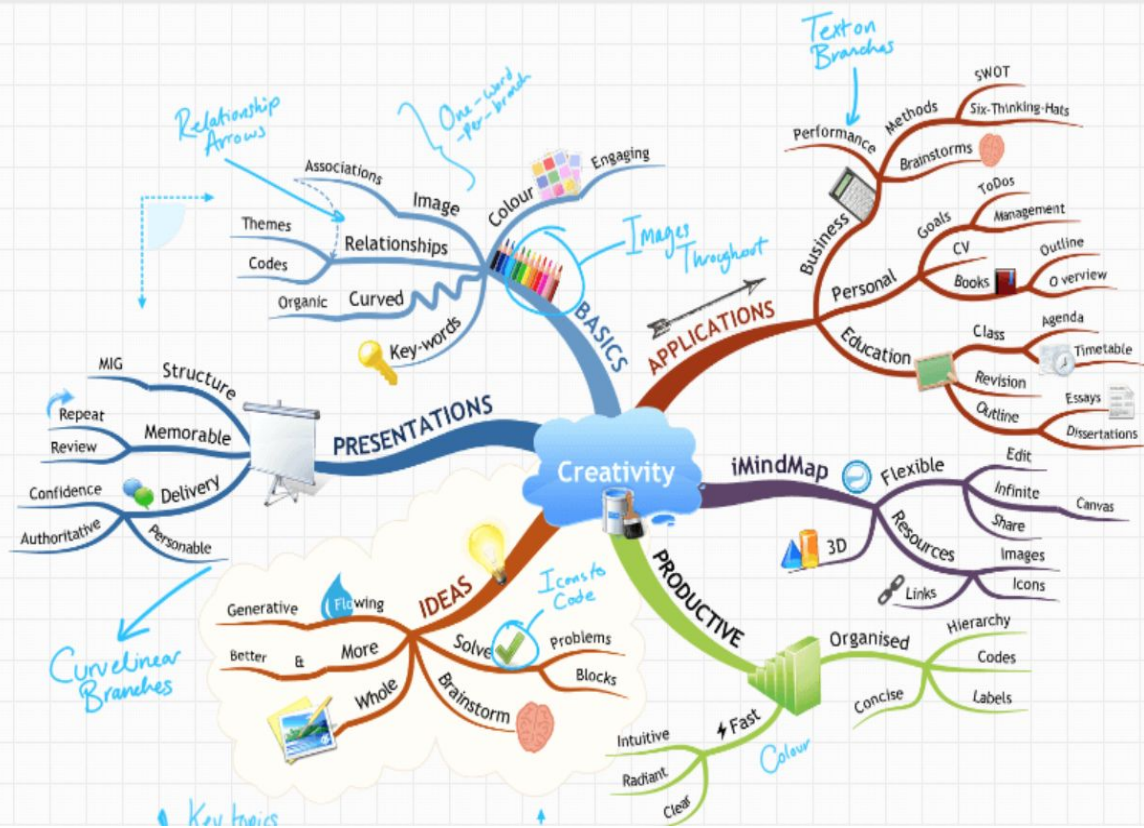 Text on
Branches
One-word
-per-branch
Relationship
Arrows
Images
Throughout
Icons to
Code
Curvelinear
Branches
Colour
Key topics
Creativity
BASICS
Colour
Engaging
Image
Associations
Relationships
Themes
Codes
Curved
Organic
Key-words
APPLICATIONS
Business
Performance
Methods
SWOT
Six-Thinking-Hats
Brainstorms
Personal
Goals
ToDos
Management
CV
Books
Outline
Overview
Education
Class
Agenda
Timetable
Revision
Outline
Essays
Dissertations
iMindMap
Flexible
Edit
Infinite
Canvas
Share
Resources
Images
Icons
Links
3D
PRODUCTIVE
Organised
Hierarchy
Codes
Labels
Concise
Fast
Intuitive
Radiant
Clear
IDEAS
Flowing
Generative
More
&
Better
Whole
Brainstorm
Solve
Problems
Blocks
PRESENTATIONS
Structure
MIG
Memorable
Repeat
Review
Delivery
Confidence
Authoritative
Personable